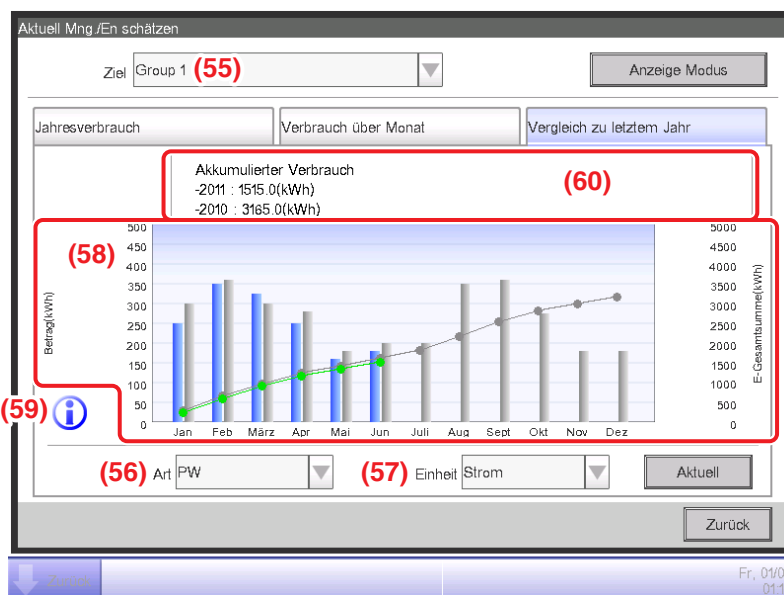 Aktuell Mng./En schätzen
Ziel Group 1 (55) Anzeige Modus
Jahresverbrauch Verbrauch über Monat Vergleich zu letztem Jahr
Akkumulierter Verbrauch
-2011 : 1515.0(kWh)
-2010 : 3165.0(kWh)
(60)
(58)
Betrag(kWh)
500
450
400
350
300
250
200
150
100
50
0
5000
4500
4000
3500
3000
2500
2000
1500
1000
500
0
E-Gesamtsumme(kWh)
Jan Feb März Apr Mai Jun Juli Aug Sept Okt Nov Dez
(59)
(56) Art PW (57) Einheit Strom Aktuell
Zurück
Zurück
Fr, 01/0
01:1